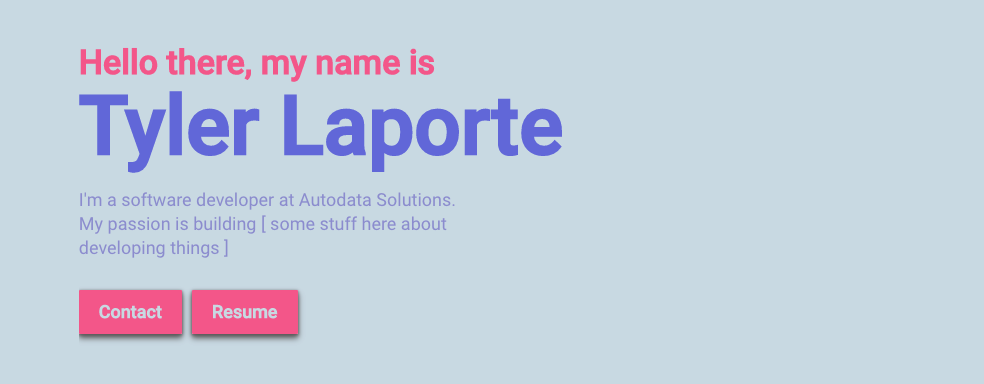 Hello there, my name is
Tyler Laporte
I'm a software developer at Autodata Solutions.
My passion is building [ some stuff here about
developing things ]
Contact Resume